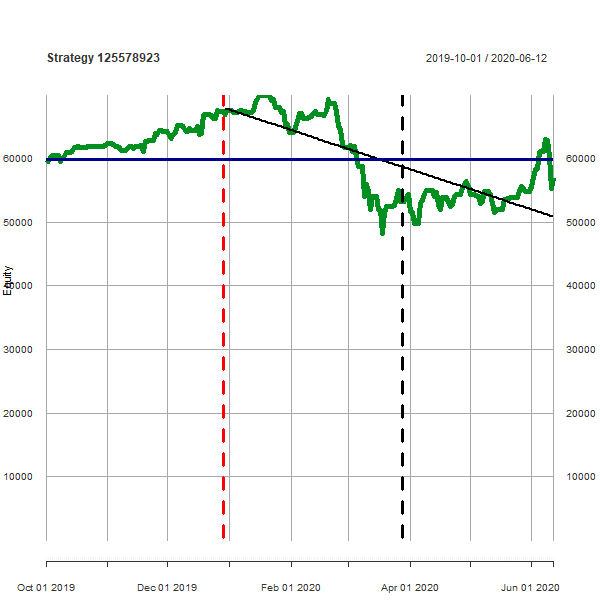 Strategy 125578923
2019-10-01 / 2020-06-12
60000
60000
50000
50000
Equity
40000
40000
30000
30000
20000
20000
10000
10000
Oct 01 2019
Dec 01 2019
Feb 01 2020
Apr 01 2020
Jun 01 2020